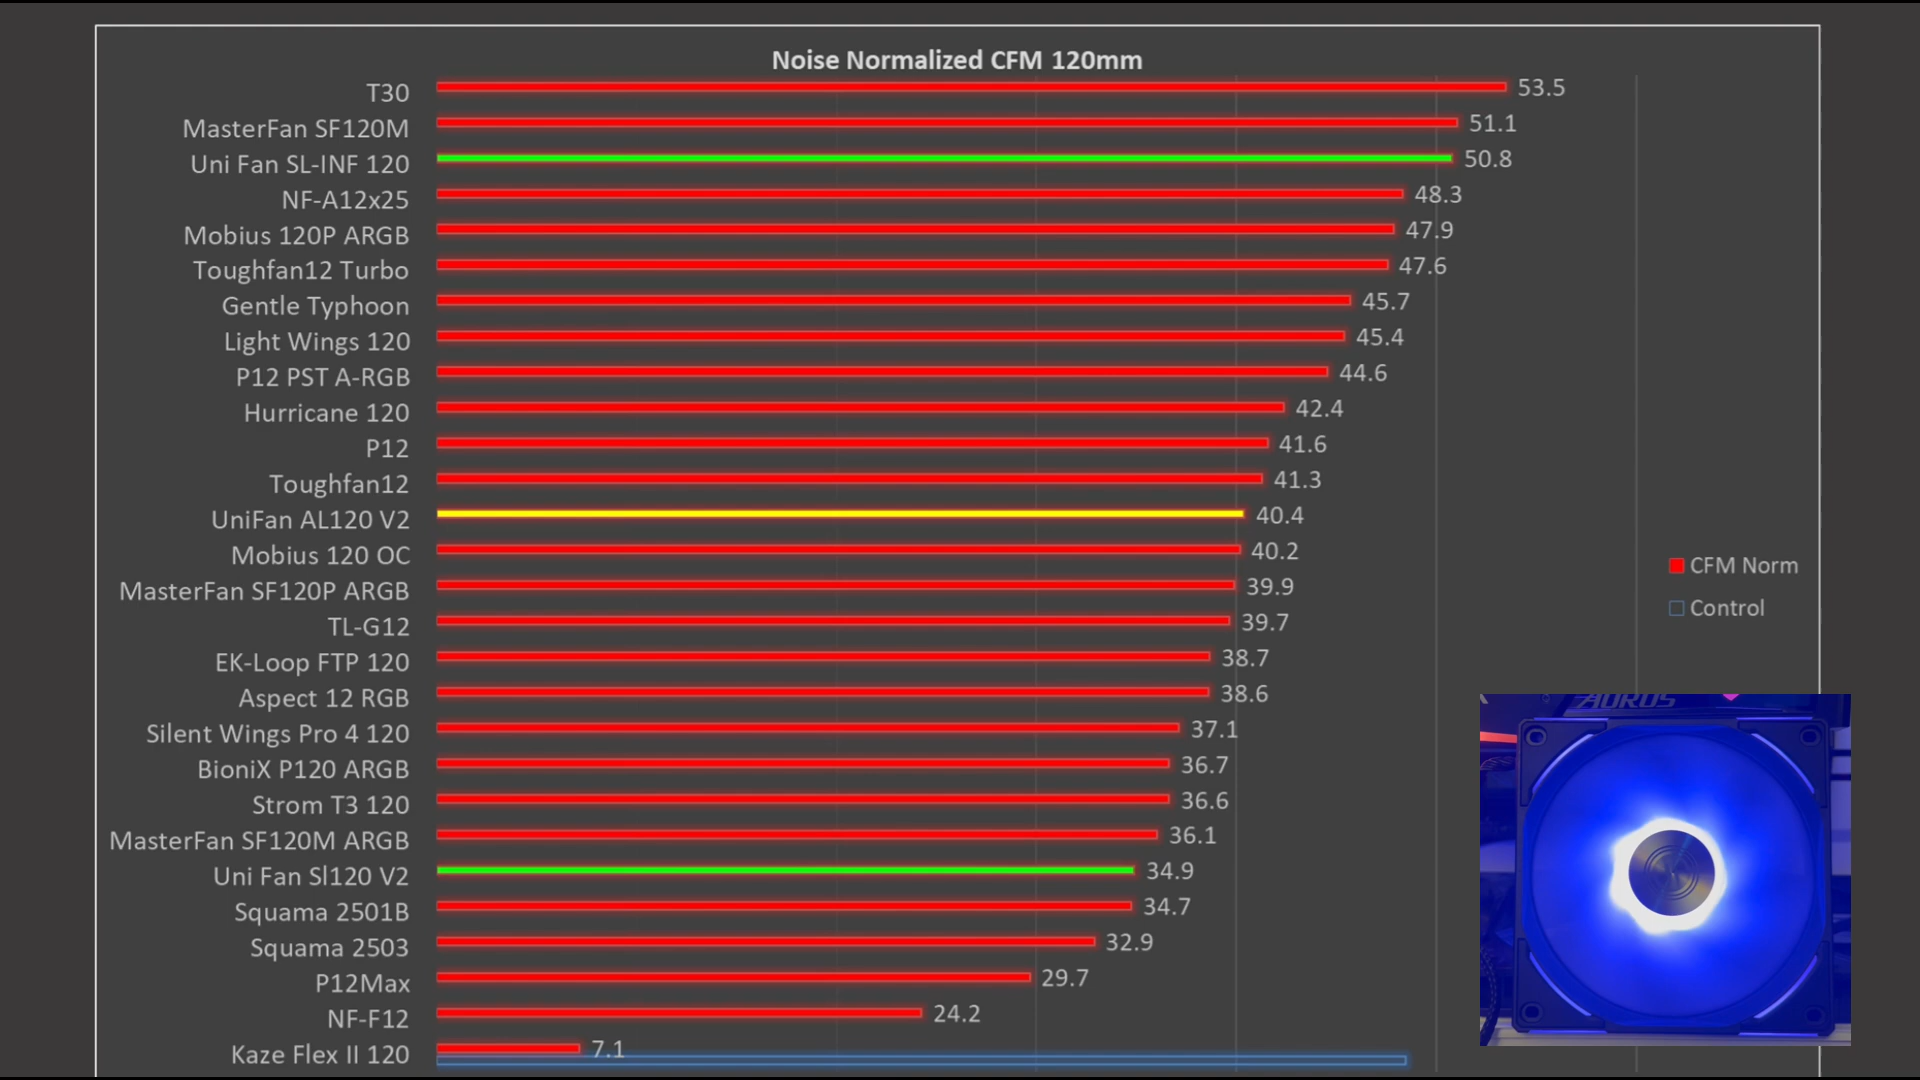 Noise Normalized CFM 120mm
T30 53.5
MasterFan SF120M 51.1
Uni Fan SL-INF 120 50.8
NF-A12x25 48.3
Mobius 120P ARGB 47.9
Toughfan12 Turbo 47.6
Gentle Typhoon 45.7
Light Wings 120 45.4
P12 PST A-RGB 44.6
Hurricane 120 42.4
P12 41.6
Toughfan12 41.3
UniFan AL120 V2 40.4
Mobius 120 OC 40.2
MasterFan SF120P ARGB 39.9
TL-G12 39.7
EK-Loop FTP 120 38.7
Aspect 12 RGB 38.6
Silent Wings Pro 4 120 37.1
BioniX P120 ARGB 36.7
Strom T3 120 36.6
MasterFan SF120M ARGB 36.1
Uni Fan Sl120 V2 34.9
Squama 2501B 34.7
Squama 2503 32.9
P12Max 29.7
NF-F12 24.2
Kaze Flex II 120 7.1
CFM Norm
Control
AORUS